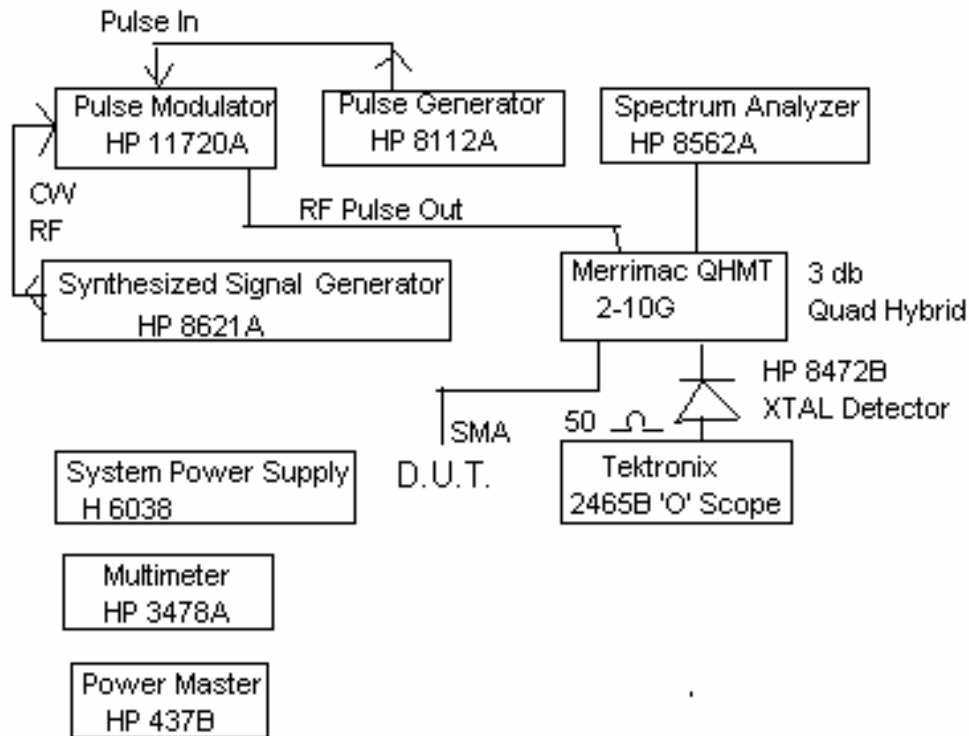 Pulse In
Pulse Modulator
HP 11720A
Pulse Generator
HP 8112A
Spectrum Analyzer
HP 8562A
CW
RF
RF Pulse Out
Synthesized Signal Generator
HP 8621A
Merrimac QHMT
2-10G
3 db
Quad Hybrid
HP 8472B
XTAL Detector
50 Ω
SMA
D.U.T.
Tektronix
2465B 'O' Scope
System Power Supply
H 6038
Multimeter
HP 3478A
Power Master
HP 437B